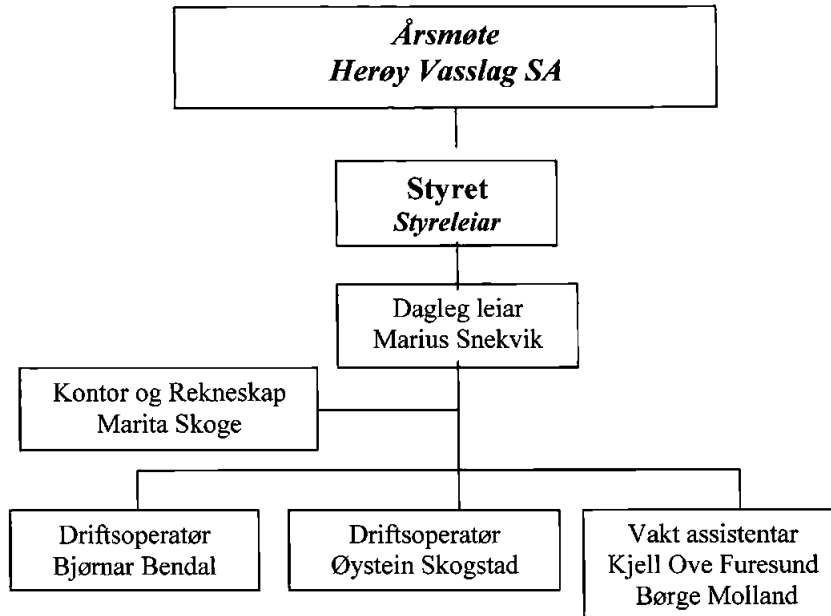 Årsmøte
Herøy Vasslag SA
Styret
Styreleiar
Dagleg leiar
Marius Snekvik
Kontor og Rekneskap
Marita Skoge
Driftsoperatør
Bjørnar Bendal
Driftsoperatør
Øystein Skogstad
Vakt assistentar
Kjell Ove Furesund
Børge Molland